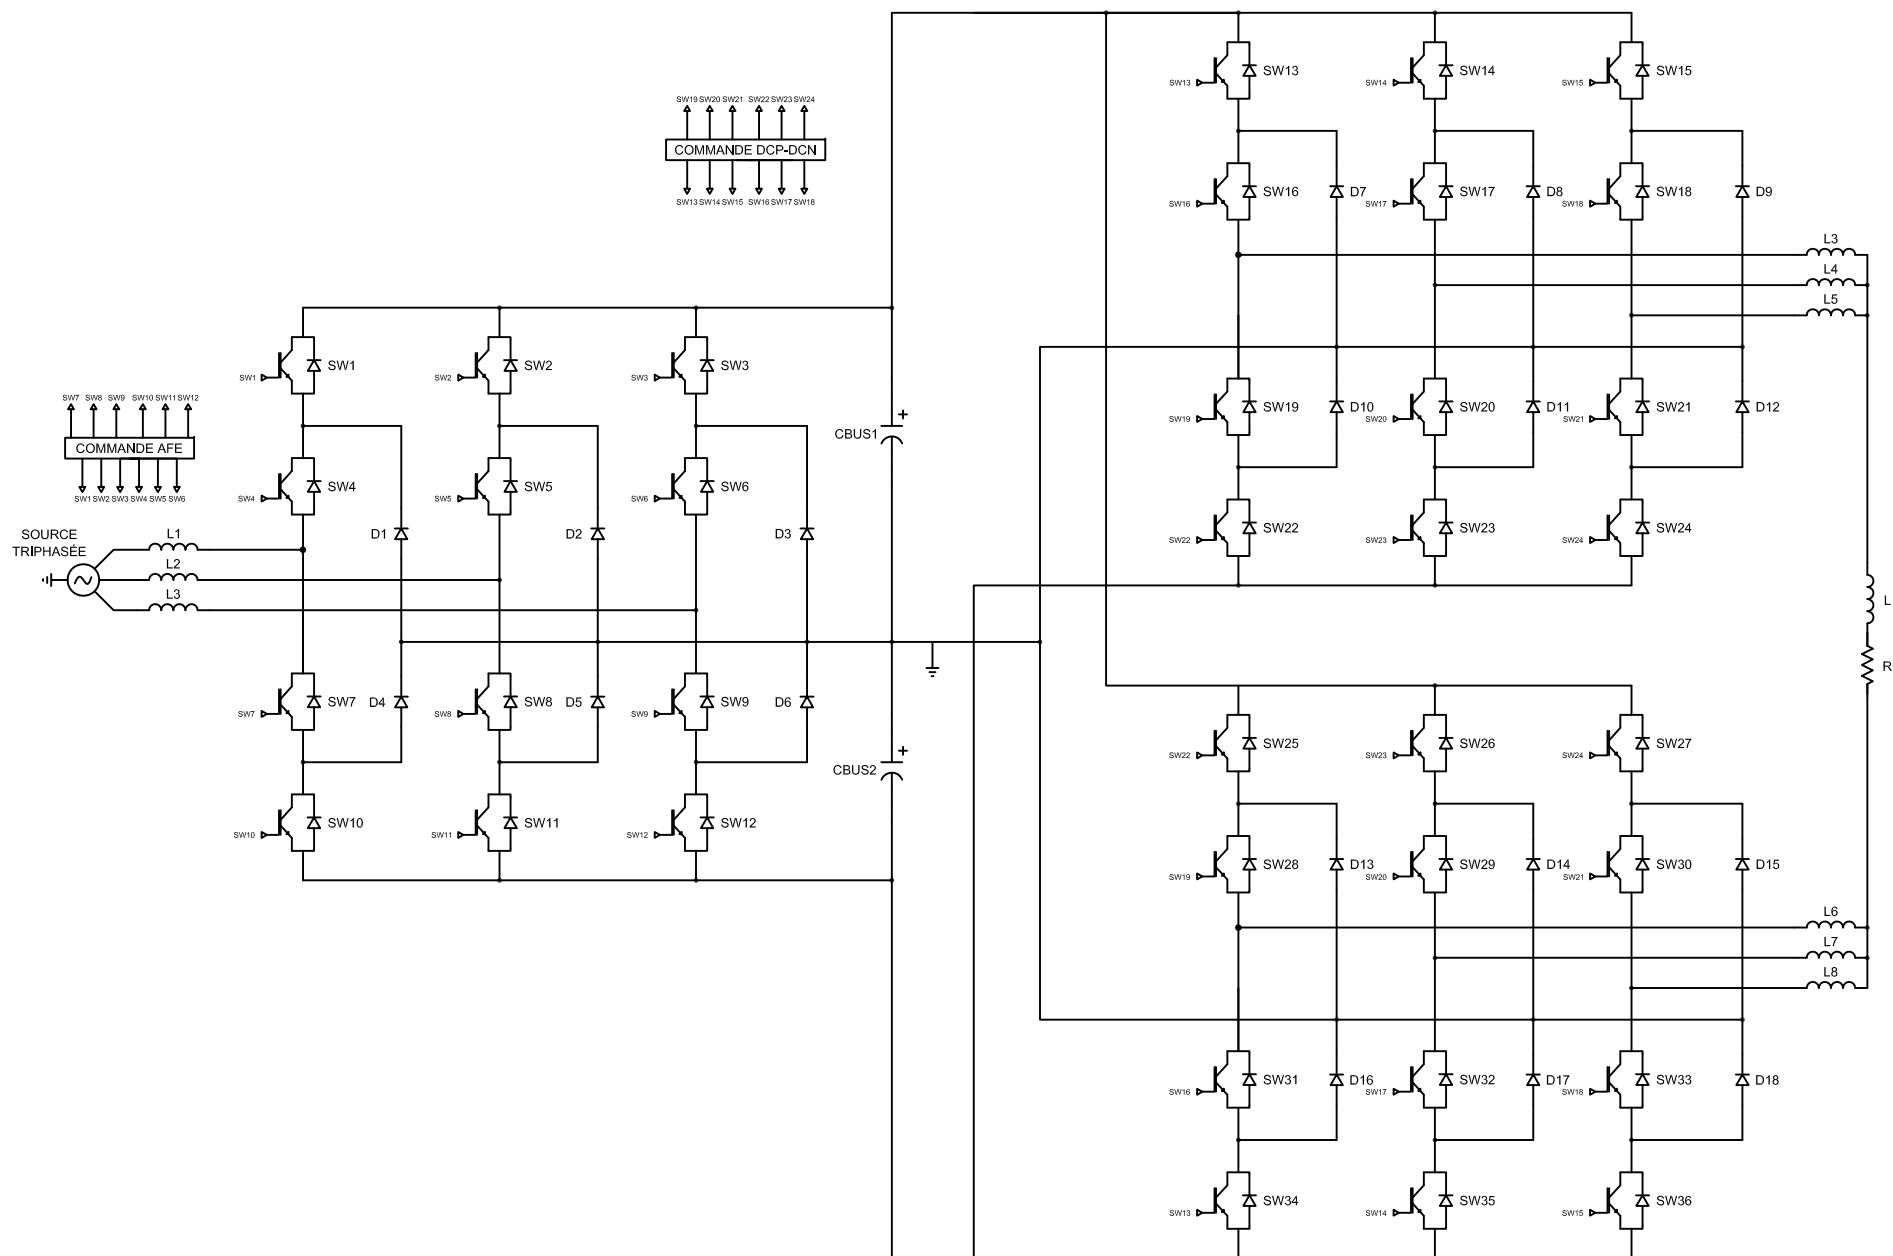 SW13
SW13
SW14
SW14
SW15
SW15
SW19 SW20 SW21 SW22 SW23 SW24
COMMANDE DCP-DCN
SW13 SW14 SW15 SW16 SW17 SW18
SW16
SW16
D7
SW17
SW17
D8
SW18
SW18
D9
L3
L4
L5
SW1
SW1
SW2
SW2
SW3
SW3
SW7 SW8 SW9 SW10 SW11 SW12
COMMANDE AFE
SW1 SW2 SW3 SW4 SW5 SW6
+
CBUS1
SW19
SW19
D10
SW20
SW20
D11
SW21
SW21
D12
SW4
SW4
SW5
SW5
SW6
SW6
SOURCE
TRIPHASÉE
L1
L2
L3
D1
D2
D3
SW22
SW22
SW23
SW23
SW24
SW24
L
R
SW7
SW7
D4
SW8
SW8
D5
SW9
SW9
D6
+
CBUS2
SW22
SW25
SW23
SW26
SW24
SW27
SW10
SW10
SW11
SW11
SW12
SW12
SW19
SW28
D13
SW20
SW29
D14
SW21
SW30
D15
L6
L7
L8
SW16
SW31
D16
SW17
SW32
D17
SW18
SW33
D18
SW13
SW34
SW14
SW35
SW15
SW36